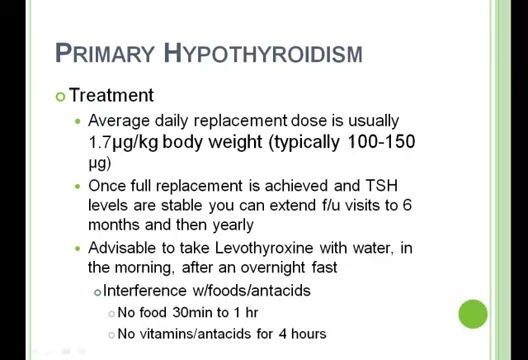 PRIMARY HYPOTHYROIDISM
Treatment
Average daily replacement dose is usually
1.7µg/kg body weight (typically 100-150
µg)
Once full replacement is achieved and TSH
levels are stable you can extend f/u visits to 6
months and then yearly
Advisable to take Levothyroxine with water, in
the morning, after an overnight fast
Interference w/foods/antacids
No food 30min to 1 hr
No vitamins/antacids for 4 hours